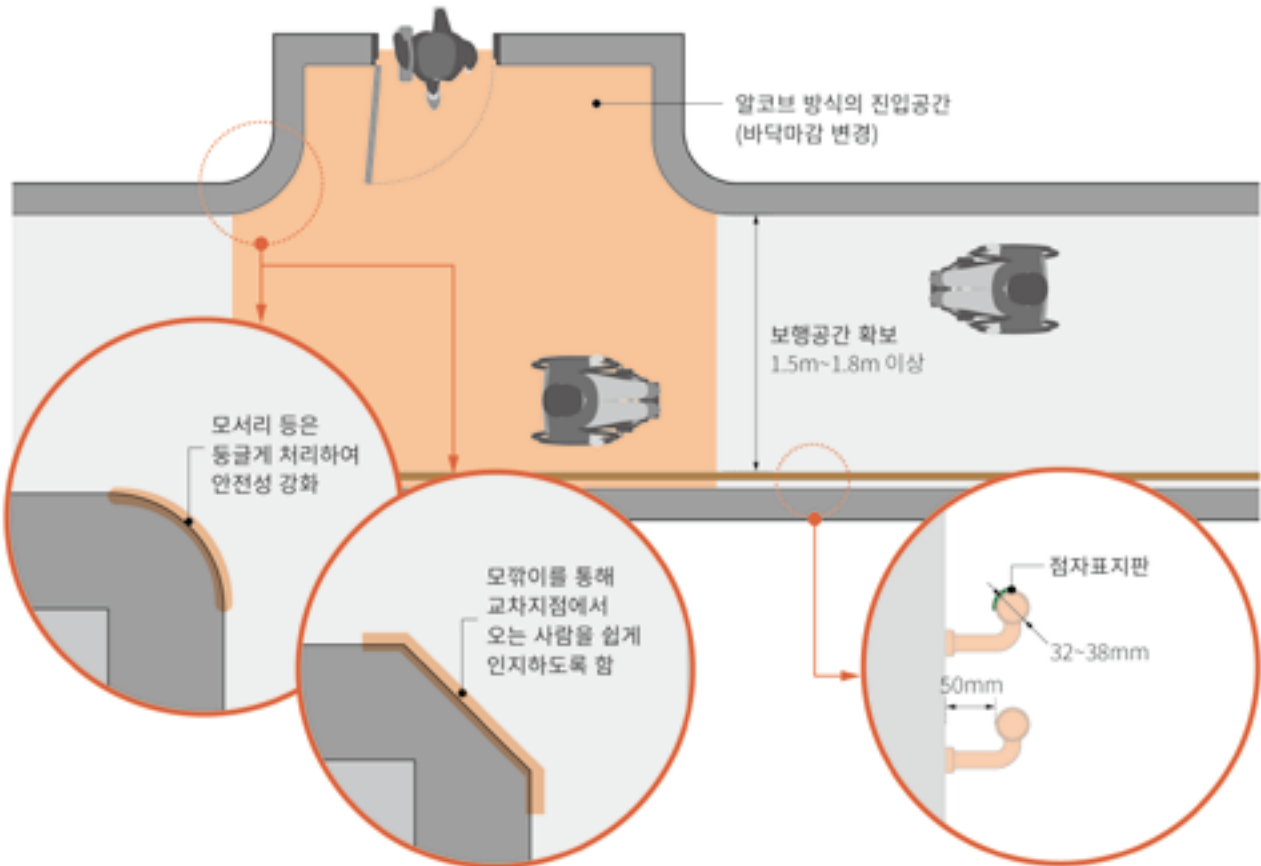 알코브 방식의 진입공간
(바닥마감 변경)
보행공간 확보
1.5m~1.8m 이상
모서리 등은
둥글게 처리하여
안전성 강화
모깎이를 통해
교차지점에서
오는 사람을 쉽게
인지하도록 함
점자표지판
32~38mm
50mm